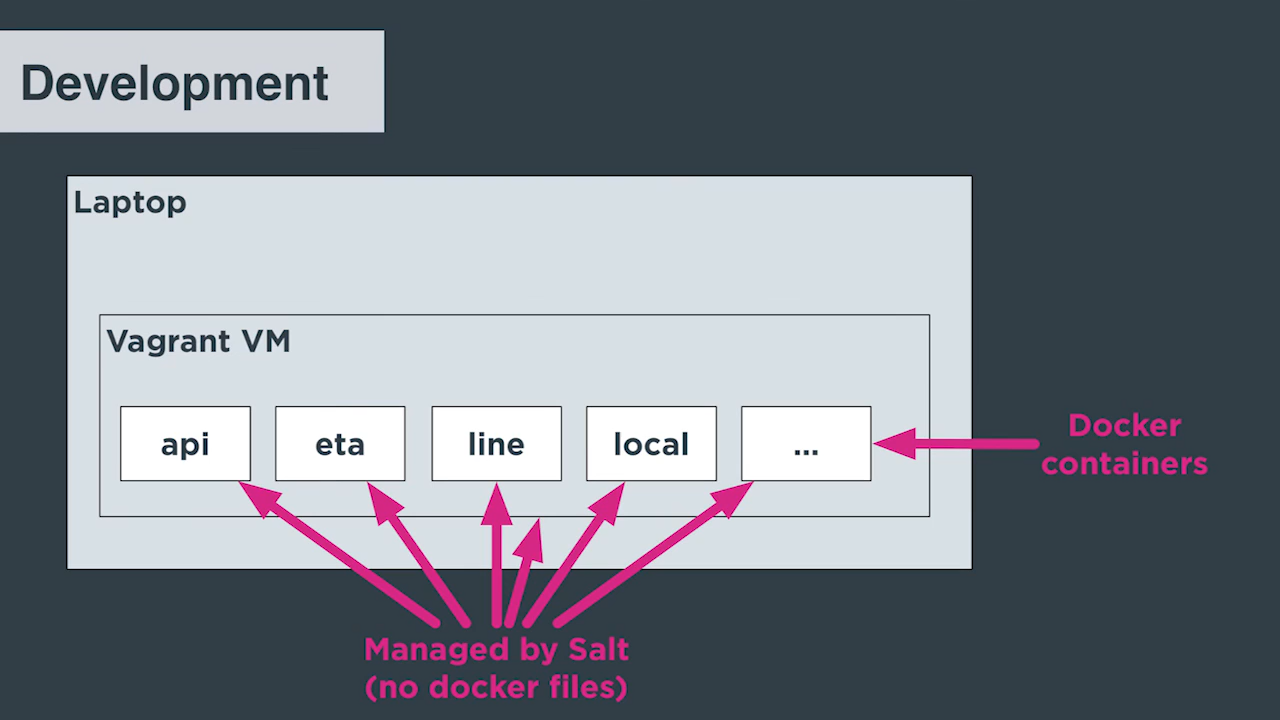 Development
Laptop
Vagrant VM
api
eta
line
local
...
Docker
containers
Managed by Salt
(no docker files)